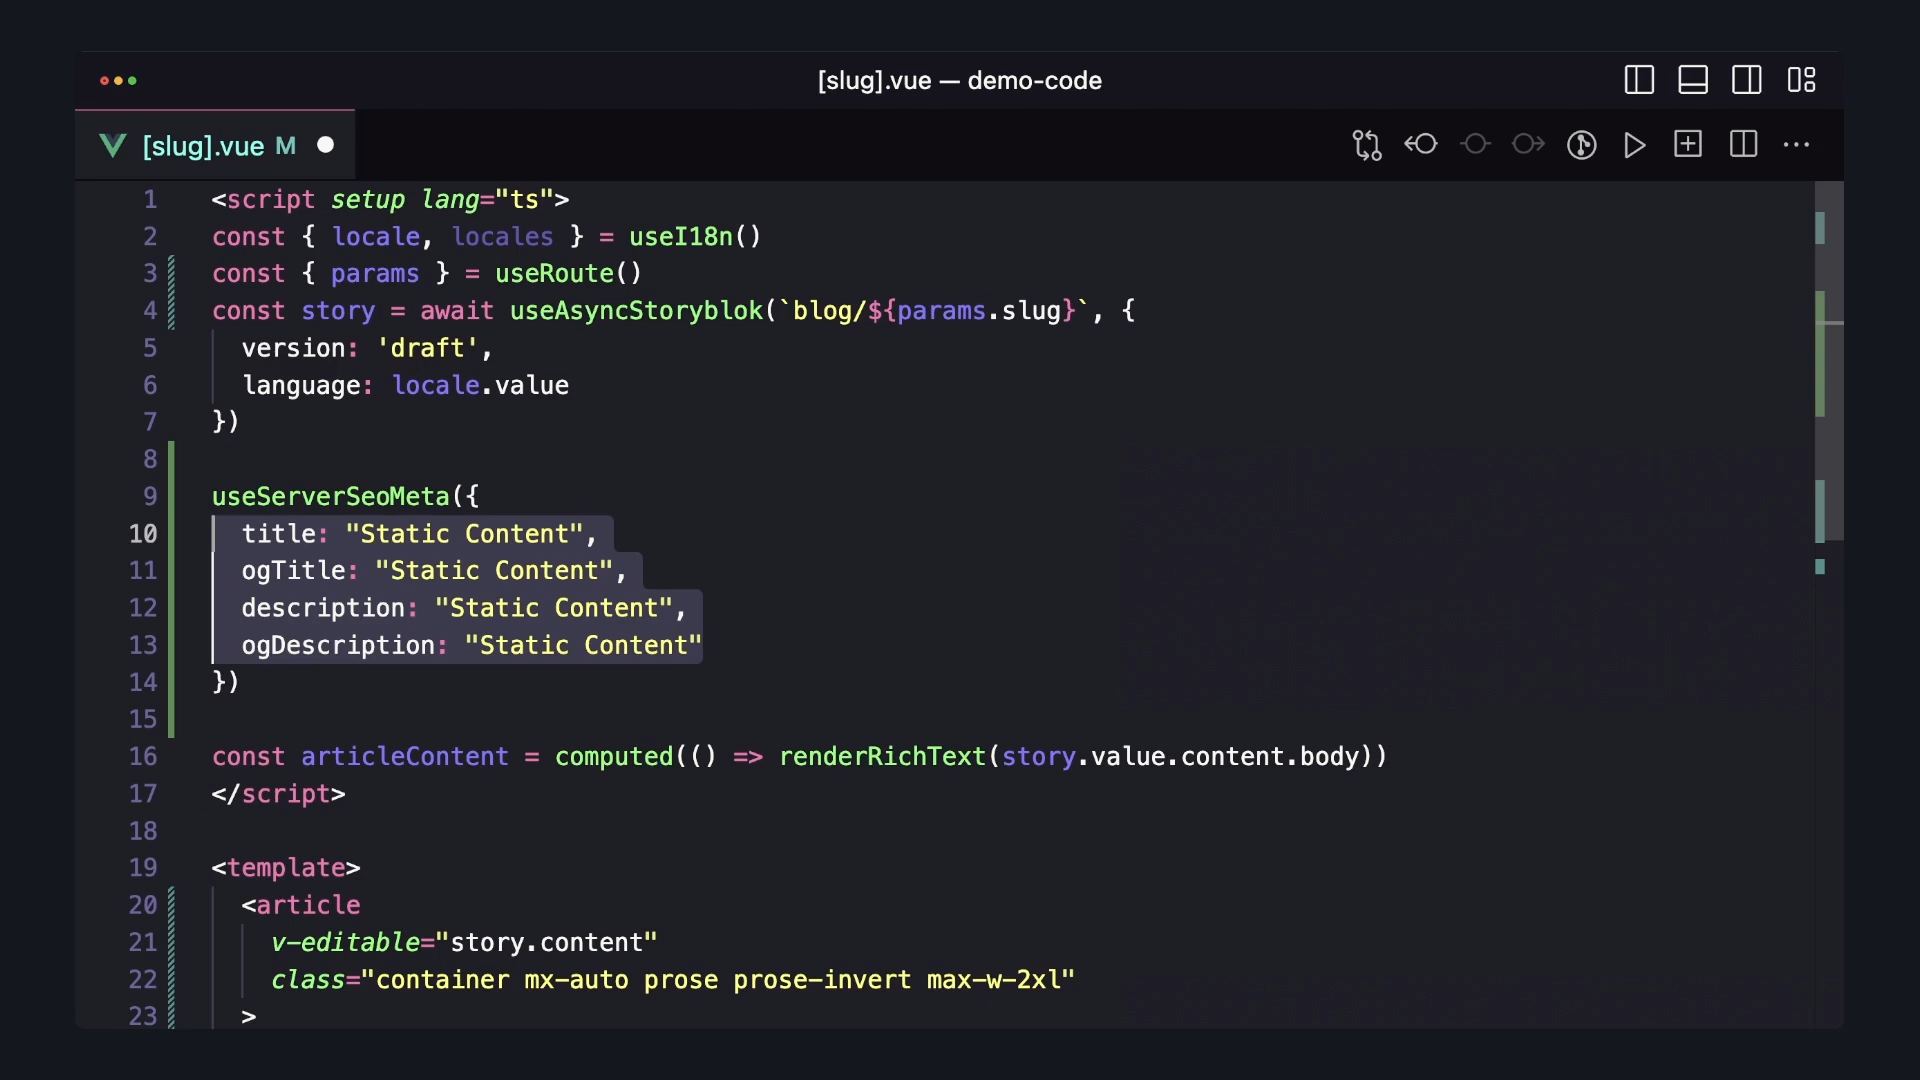 [slug].vue — demo-code
[slug].vue M
1 <script setup lang="ts">
2 const { locale, locales } = useI18n()
3 const { params } = useRoute()
4 const story = await useAsyncStoryblok(`blog/${params.slug}`, {
5 version: 'draft',
6 language: locale.value
7 })
8
9 useServerSeoMeta({
10 title: "Static Content",
11 ogTitle: "Static Content",
12 description: "Static Content",
13 ogDescription: "Static Content"
14 })
15
16 const articleContent = computed(() => renderRichText(story.value.content.body))
17 </script>
18
19 <template>
20 <article
21 v-editable="story.content"
22 class="container mx-auto prose prose-invert max-w-2xl"
23 >